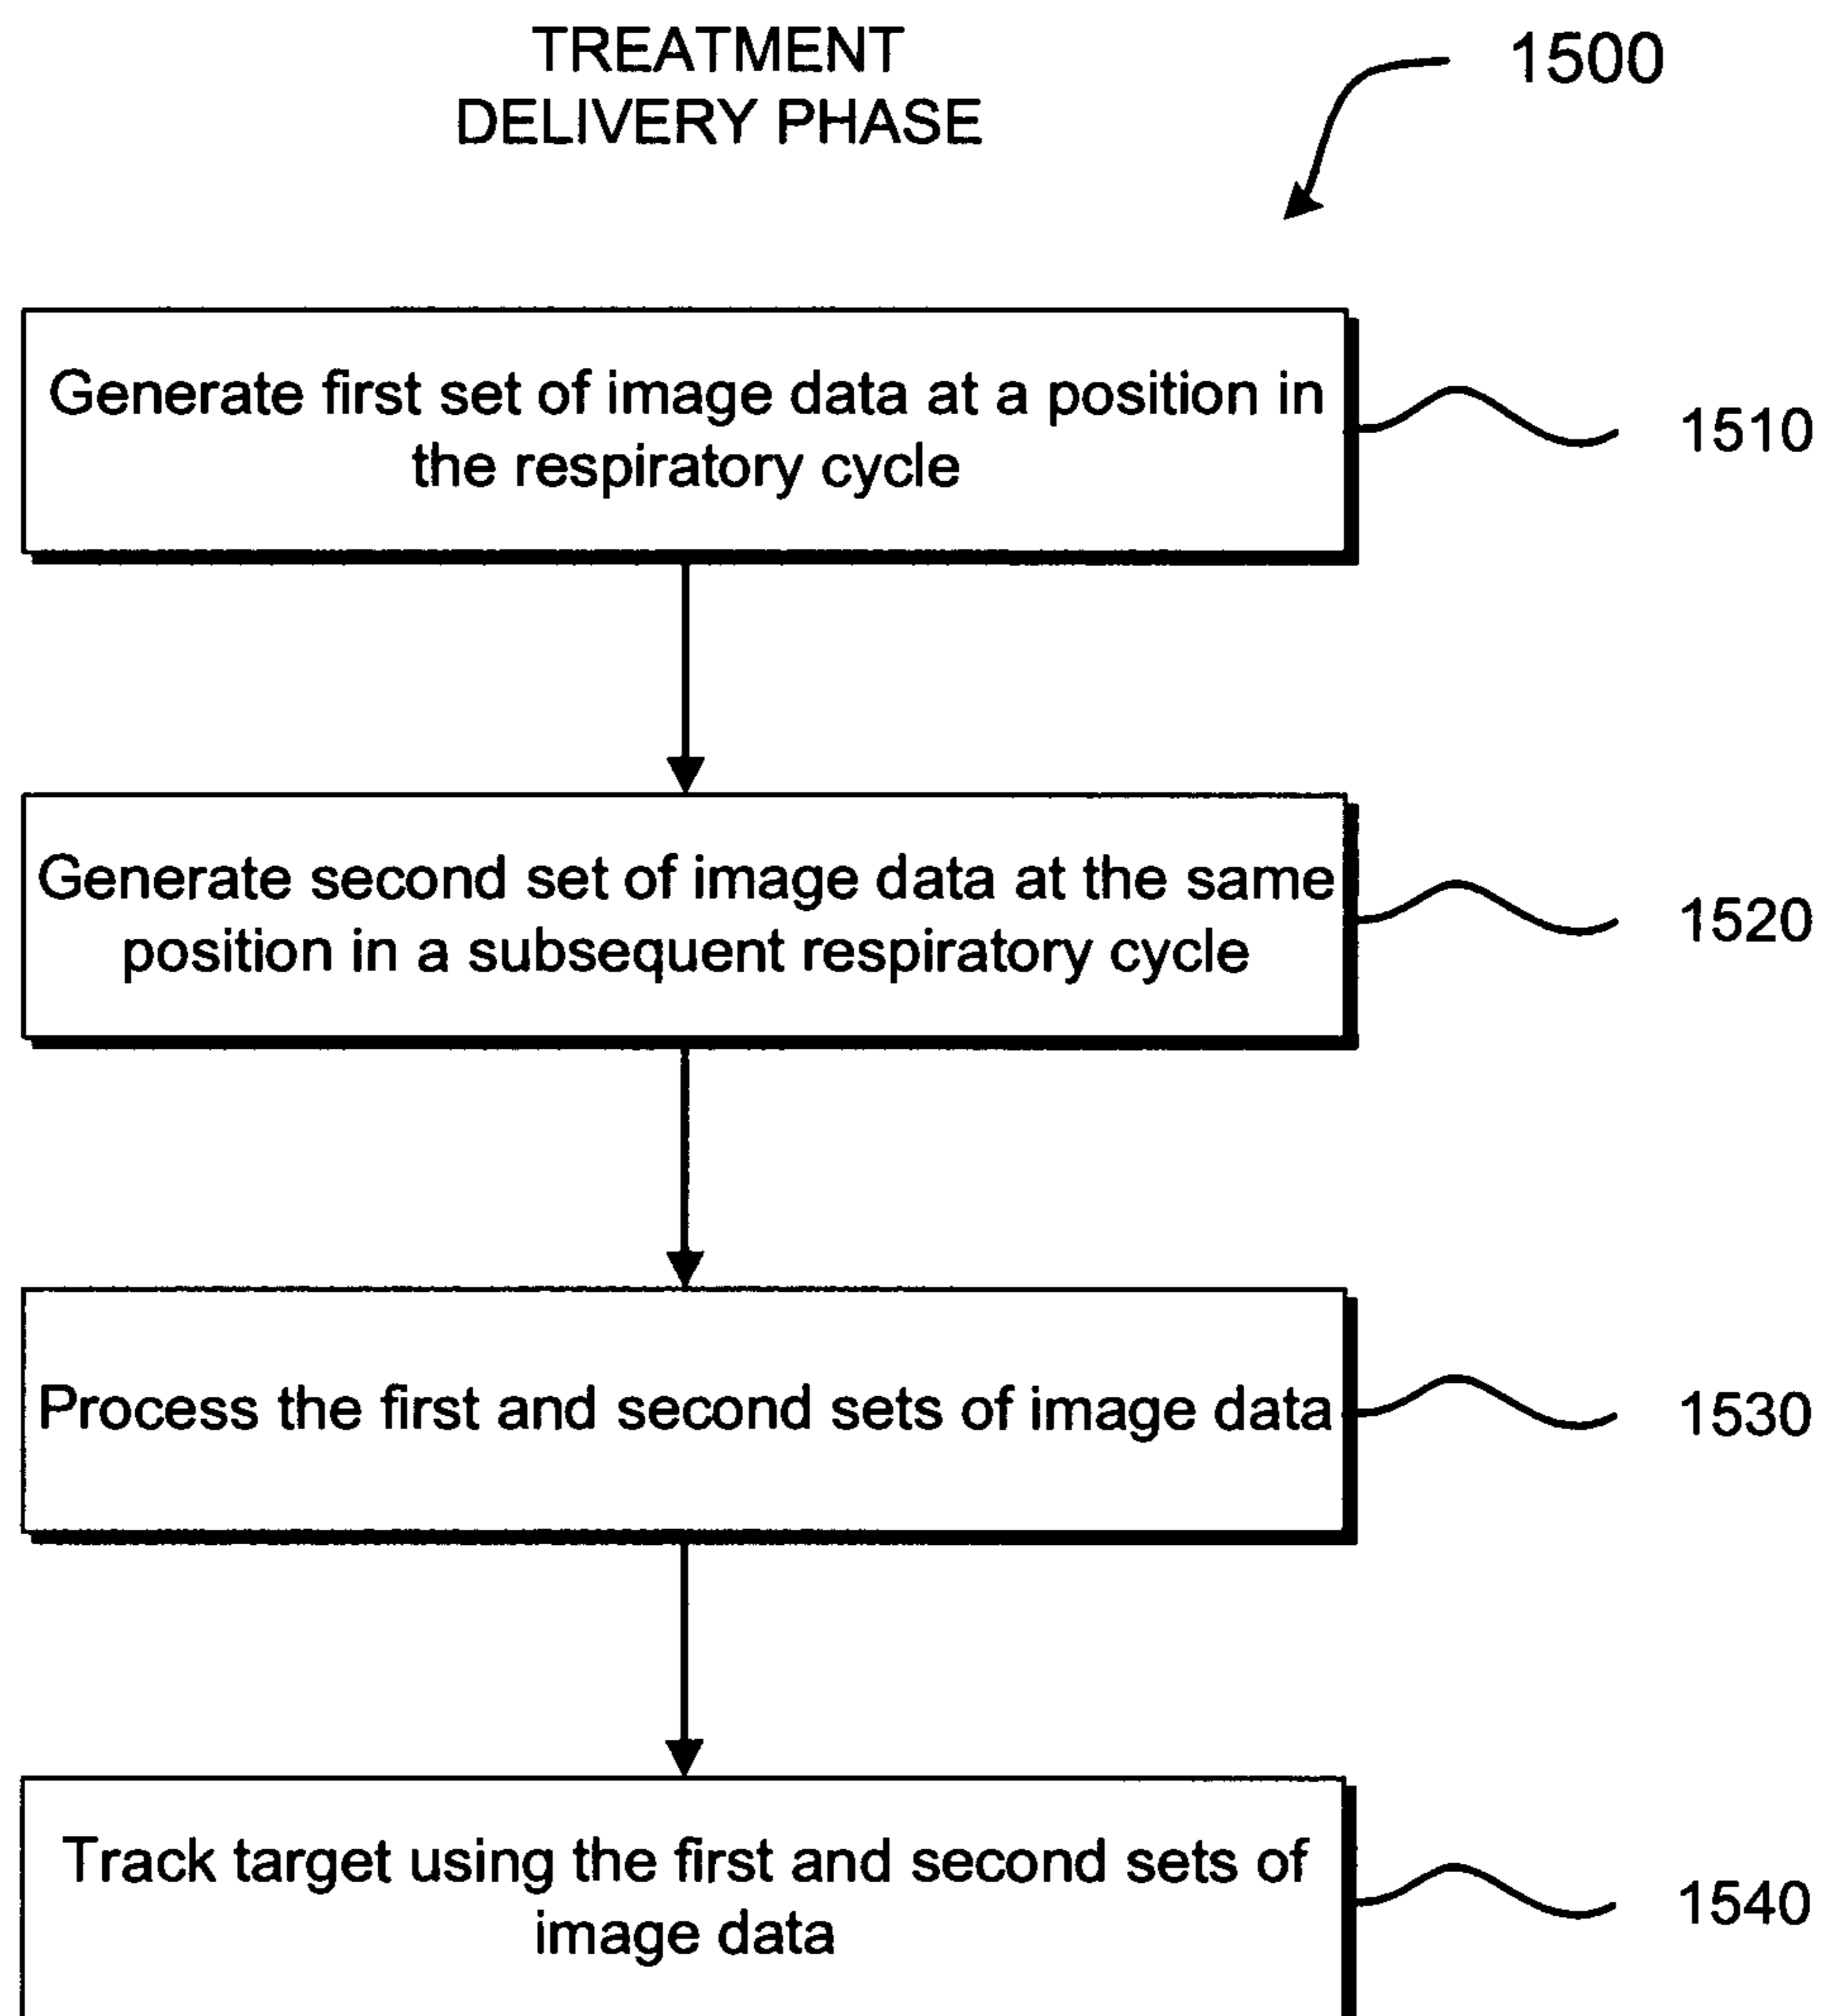 TREATMENT
DELIVERY PHASE
1500
Generate first set of image data at a position in
the respiratory cycle
1510
Generate second set of image data at the same
position in a subsequent respiratory cycle
1520
Process the first and second sets of image data
1530
Track target using the first and second sets of
image data
1540